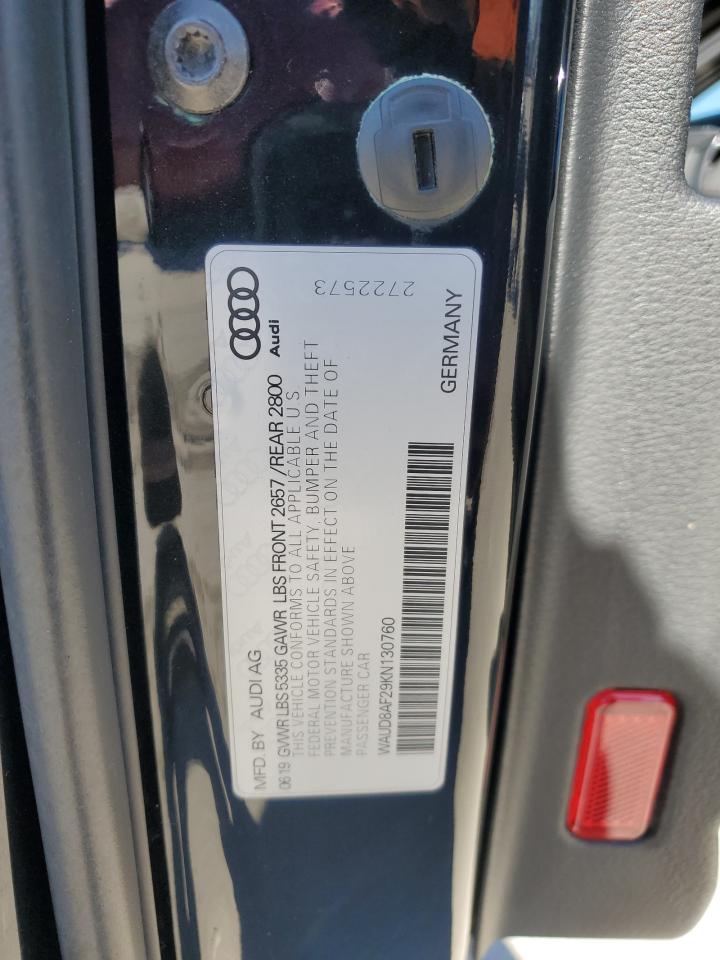 MFD. BY AUDI AG
Audi
0619 GVWR LBS 5335 GAWR LBS FRONT 2657/REAR 2800
THIS VEHICLE CONFORMS TO ALL APPLICABLE U S.
FEDERAL MOTOR VEHICLE SAFETY, BUMPER AND THEFT
PREVENTION STANDARDS IN EFFECT ON THE DATE OF
MANUFACTURE SHOWN ABOVE
PASSENGER CAR
2722573
WAUD8AF29KN130760
GERMANY